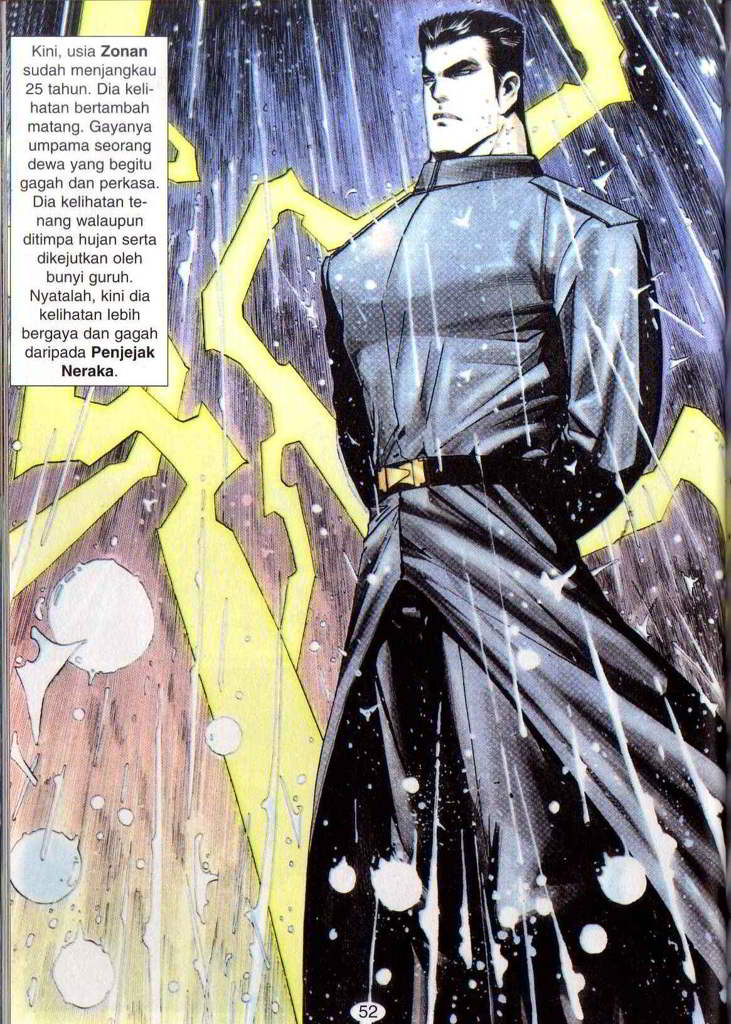 Kini, usia Zonan
sudah menjangkau
25 tahun. Dia keli-
hatan bertambah
matang. Gayanya
umpama seorang
dewa yang begitu
gagah dan perkasa.
Dia kelihatan te-
nang walaupun
ditimpa hujan serta
dikejutkan oleh
bunyi guruh.
Nyatalah, kini dia
kelihatan lebih
bergaya dan gagah
daripada Penjejak
Neraka.
52